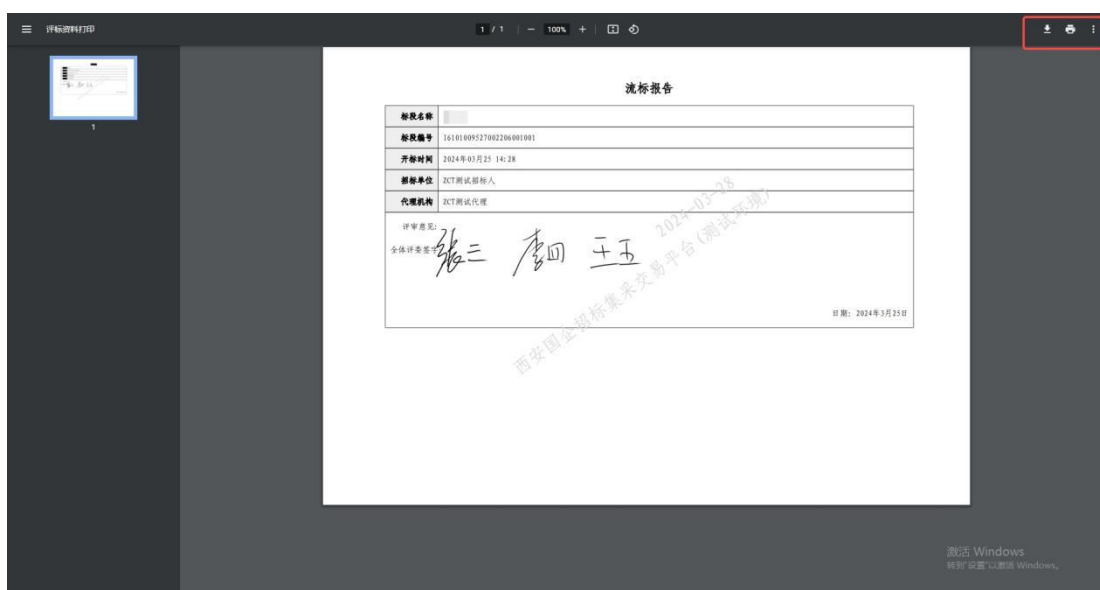 评标资料打印
1 / 1
100%
1
流标报告
标段名称
标段编号 I6101009527002206001001
开标时间 2024年03月25 14:28
招标单位 ZCT测试招标人
代理机构 ZCT测试代理
评审意见:
全体评委签字
张三 李四 王五
日期: 2024年3月25日
2024-03-28
西安国企招标集采交易平台(测试环境)
激活 Windows
转到"设置"以激活 Windows。